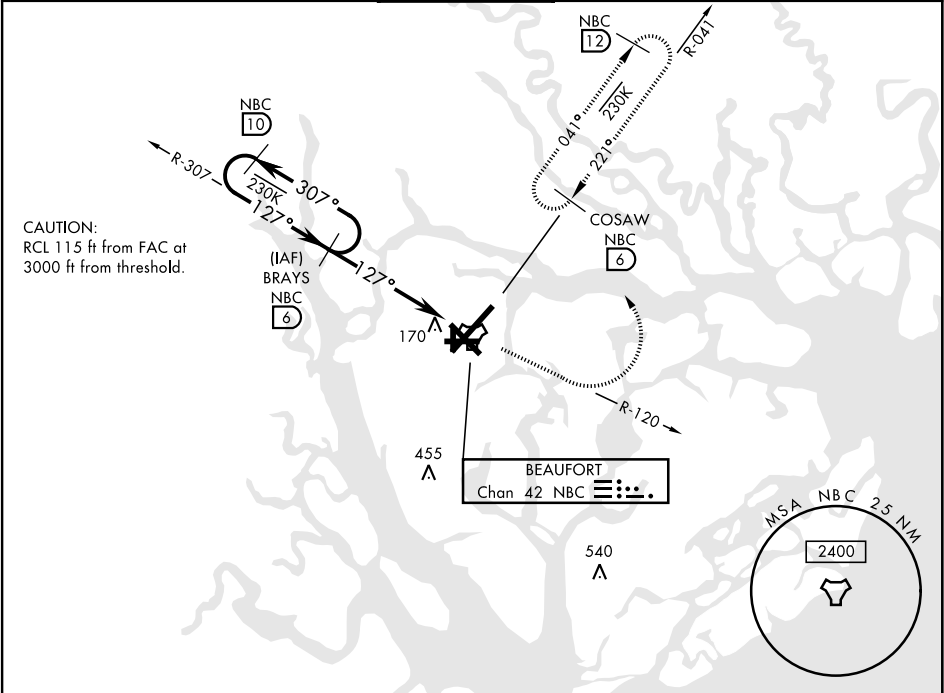 NBC
12
R-041
041°
230K
221°
NBC
10
R-307
307°
230K
127°
COSAW
NBC
6
CAUTION:
RCL 115 ft from FAC at
3000 ft from threshold.
(IAF)
BRAYS
NBC
6
127°
170
R-120
455
BEAUFORT
Chan 42 NBC
540
MSA NBC 25 NM
2400